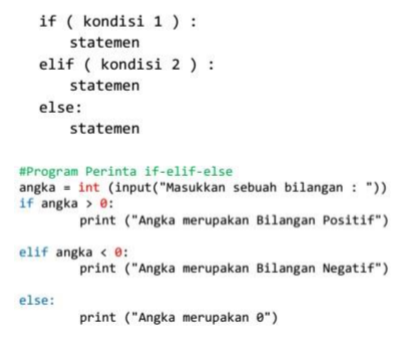 if ( kondisi 1 ) :
    statemen
elif ( kondisi 2 ) :
    statemen
else:
    statemen
#Program Perinta if-elif-else
angka = int (input("Masukkan sebuah bilangan : "))
if angka > 0:
        print ("Angka merupakan Bilangan Positif")
elif angka < 0:
        print ("Angka merupakan Bilangan Negatif")
else:
        print ("Angka merupakan 0")